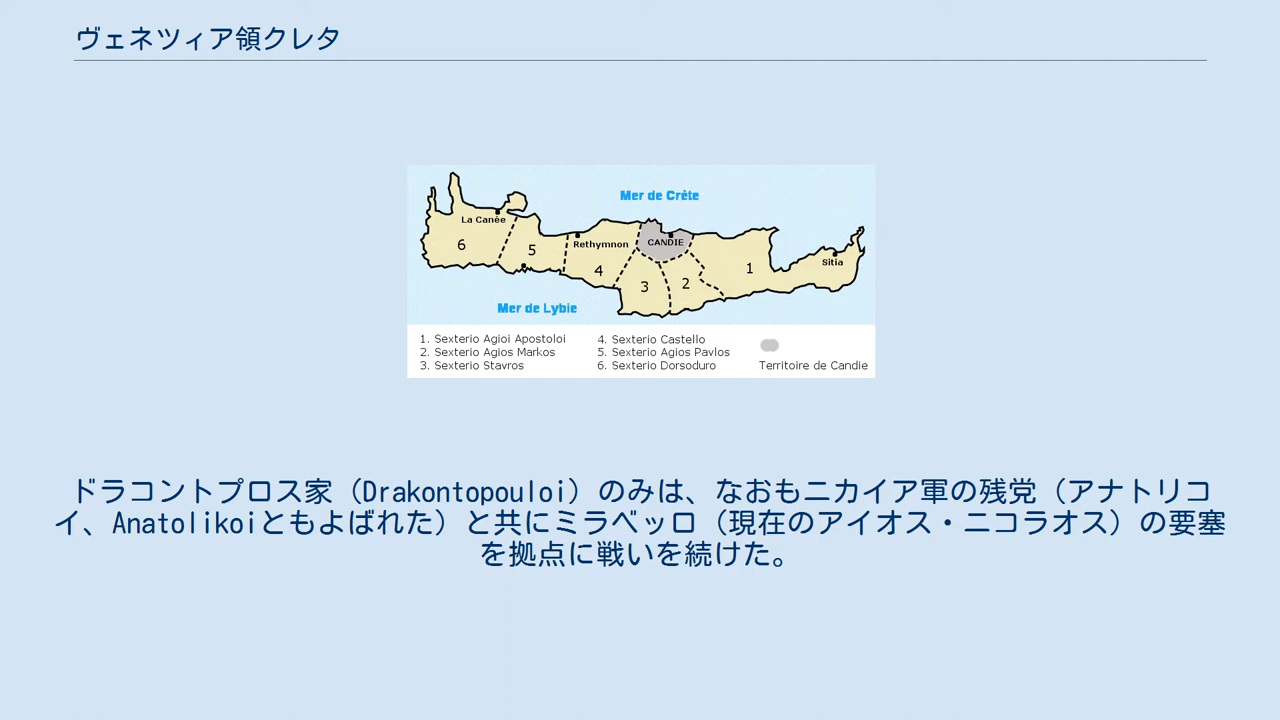 ヴェネツィア領クレタ
Mer de Crète
La Canée
6
5
Rethymnon
4
CANDIE
3
2
1
Sitia
Mer de Lybie
1. Sexterio Agioi Apostoloi
2. Sexterio Agios Markos
3. Sexterio Stavros
4. Sexterio Castello
5. Sexterio Agios Pavlos
6. Sexterio Dorsoduro
Territoire de Candie
ドラコントプロス家（Drakontopouloi）のみは、なおもニカイア軍の残党（アナトリコ
イ、Anatolikoiともよばれた）と共にミラベッロ（現在のアイオス・ニコラオス）の要塞
を拠点に戦いを続けた。